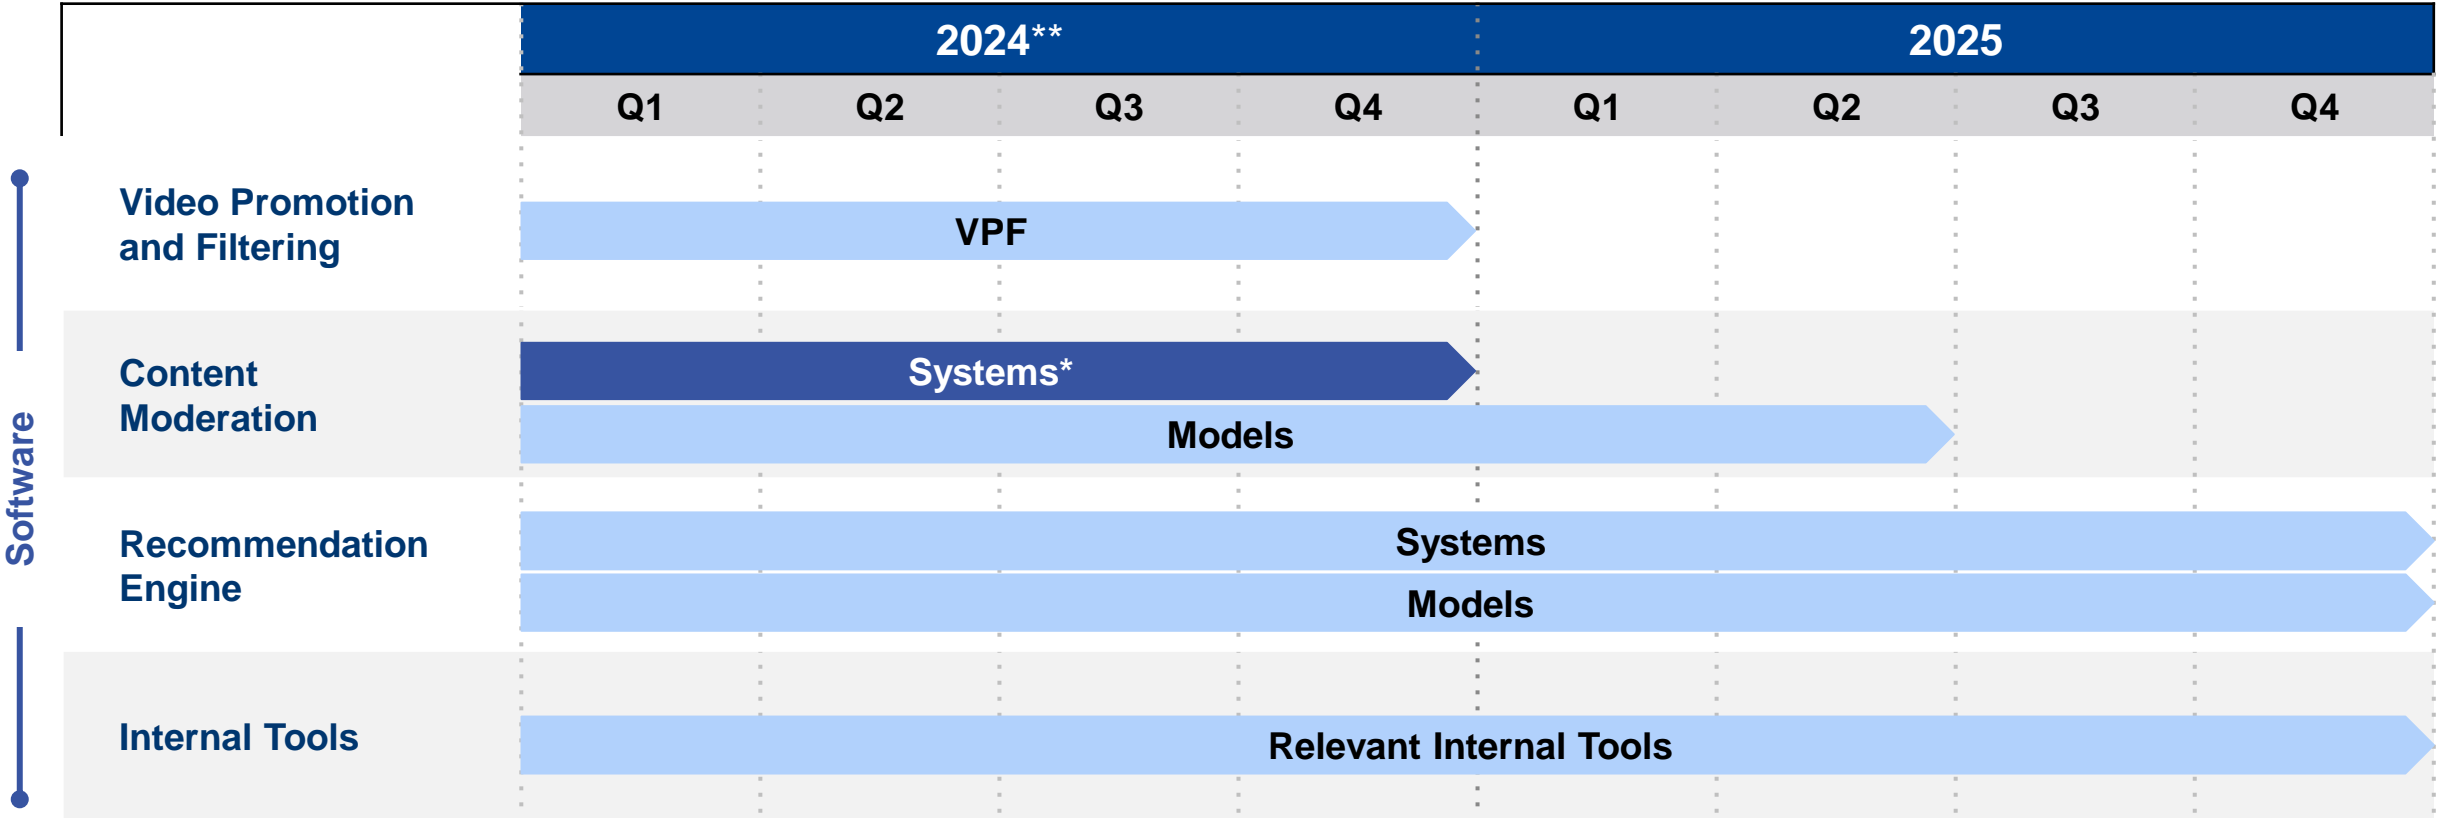 2024** 2025
Q1 Q2 Q3 Q4 Q1 Q2 Q3 Q4
Software
Video Promotion
and Filtering
VPF
Content
Moderation
Systems*
Models
Recommendation
Engine
Systems
Models
Internal Tools
Relevant Internal Tools